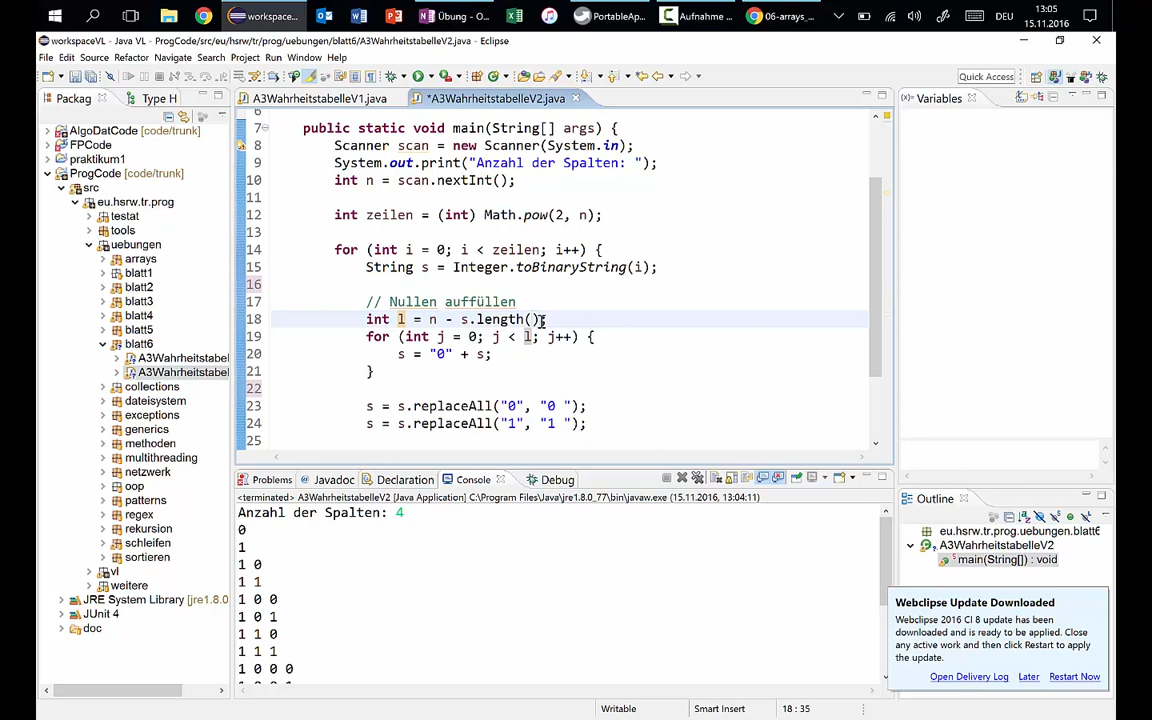 workspace...
Übung - O...
PortableAp...
Aufnahme ...
06-arrays_...
DEU
13:05
15.11.2016
workspaceVL - Java VL - ProgCode/src/eu/hsrw/tr/prog/uebungen/blatt6/A3WahrheitstabelleV2.java - Eclipse
File Edit Source Refactor Navigate Search Project Run Window Help
Quick Access
Packag
Type H
A3WahrheitstabelleV1.java
*A3WahrheitstabelleV2.java
Variables
AlgoDatCode [code/trunk]
FPCode
praktikum1
ProgCode [code/trunk]
src
eu.hsrw.tr.prog
testat
tools
uebungen
arrays
blatt1
blatt2
blatt3
blatt4
blatt5
blatt6
A3Wahrheitstabel
A3Wahrheitstabel
collections
dateisystem
exceptions
generics
methoden
multithreading
netzwerk
oop
patterns
regex
rekursion
schleifen
sortieren
vl
weitere
JRE System Library [jre1.8.0
JUnit 4
doc
6
7 public static void main(String[] args) {
8 Scanner scan = new Scanner(System.in);
9 System.out.print("Anzahl der Spalten: ");
10 int n = scan.nextInt();
11
12 int zeilen = (int) Math.pow(2, n);
13
14 for (int i = 0; i < zeilen; i++) {
15 String s = Integer.toBinaryString(i);
16
17 // Nullen auffüllen
18 int l = n - s.length();
19 for (int j = 0; j < l; j++) {
20 s = "0" + s;
21 }
22
23 s = s.replaceAll("0", "0 ");
24 s = s.replaceAll("1", "1 ");
25
Problems
Javadoc
Declaration
Console
Debug
<terminated> A3WahrheitstabelleV2 [Java Application] C:\Program Files\Java\jre1.8.0_77\bin\javaw.exe (15.11.2016, 13:04:11)
Anzahl der Spalten: 4
0
1
1 0
1 1
1 0 0
1 0 1
1 1 0
1 1 1
1 0 0 0
Outline
eu.hsrw.tr.prog.uebungen.blatt6
A3WahrheitstabelleV2
main(String[]) : void
Webclipse Update Downloaded
Webclipse 2016 CI 8 update has been
downloaded and is ready to be applied. Close
any active work and then click Restart to apply
the update.
Open Delivery Log
Later
Restart Now
Writable
Smart Insert
18 : 35